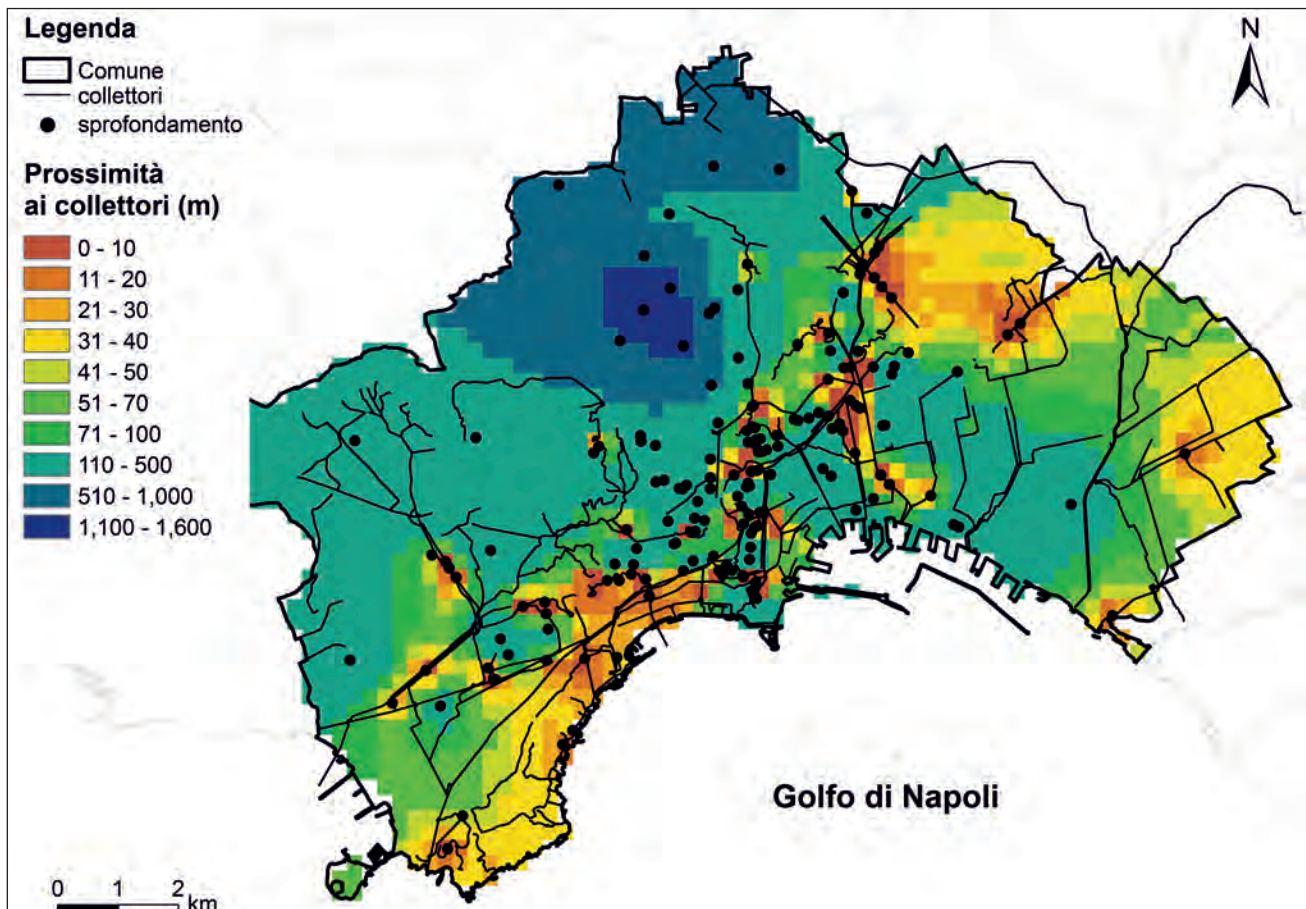 Legenda
Comune
collettori
sprofondamento
Prossimità
ai collettori (m)
0 - 10
11 - 20
21 - 30
31 - 40
41 - 50
51 - 70
71 - 100
110 - 500
510 - 1,000
1,100 - 1,600
N
Golfo di Napoli
0 1 2
km